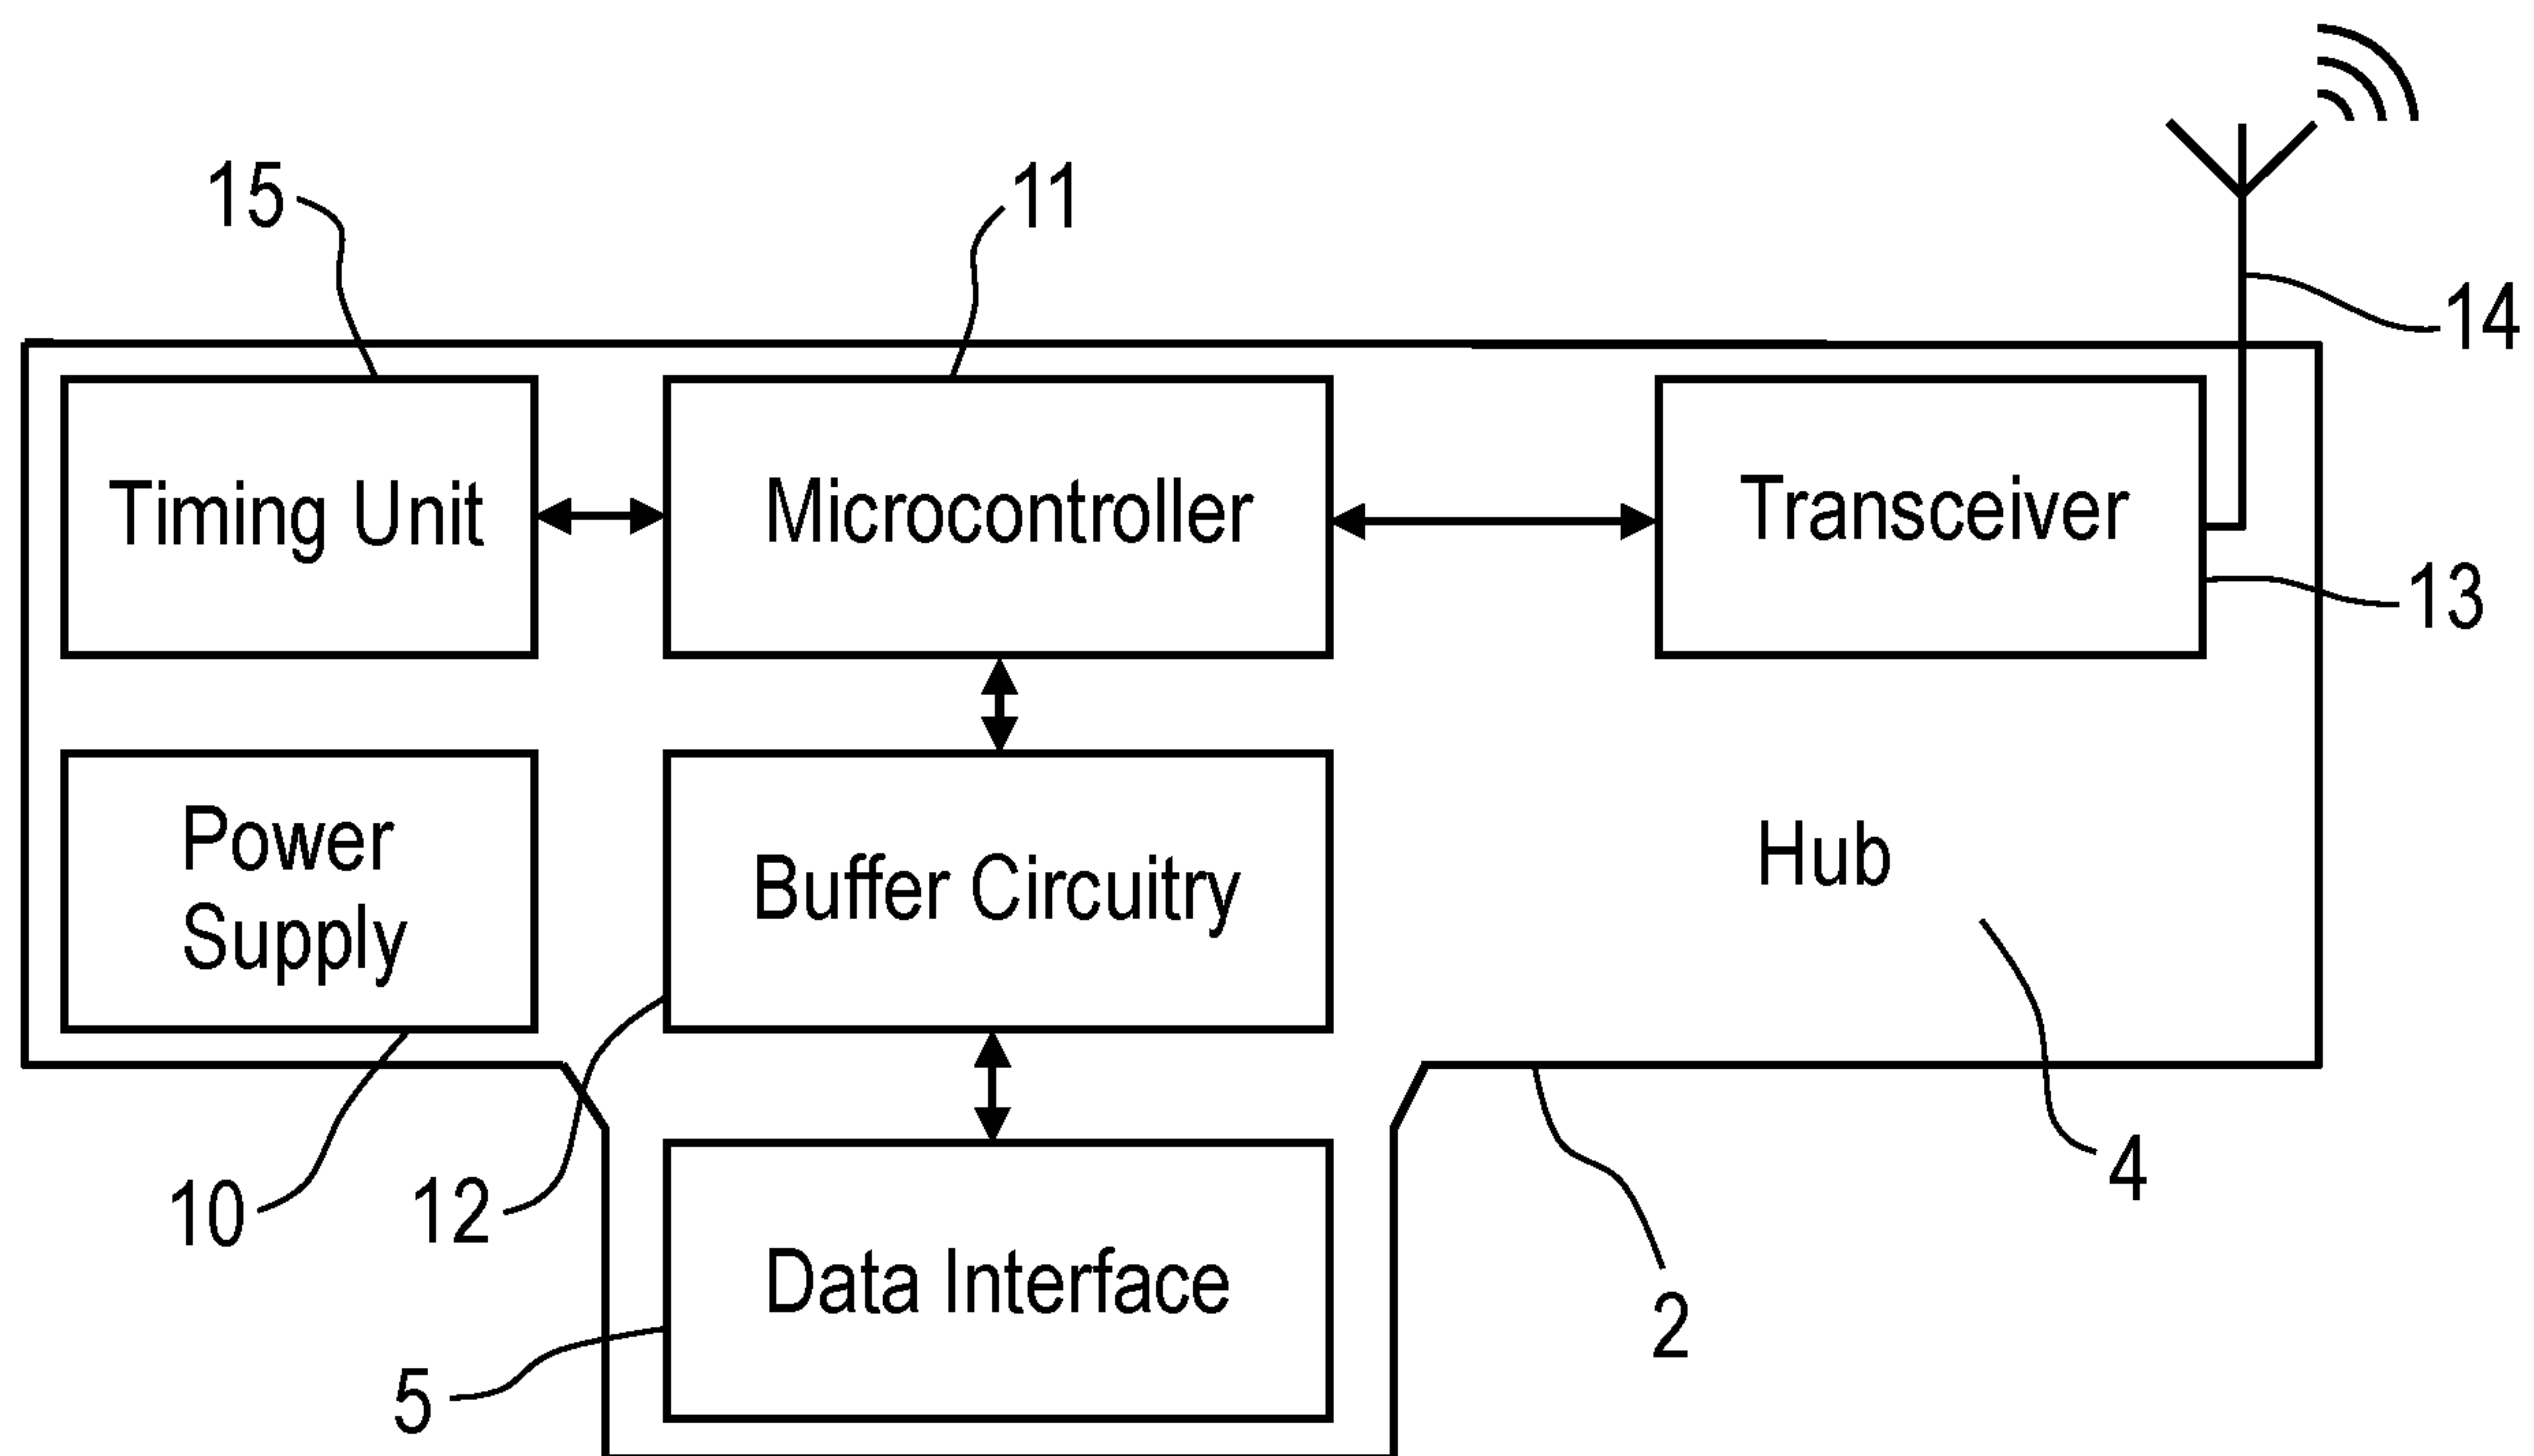 15
11
14
Timing Unit
Microcontroller
Transceiver
13
Power
Supply
Buffer Circuitry
Hub
10
12
4
Data Interface
2
5